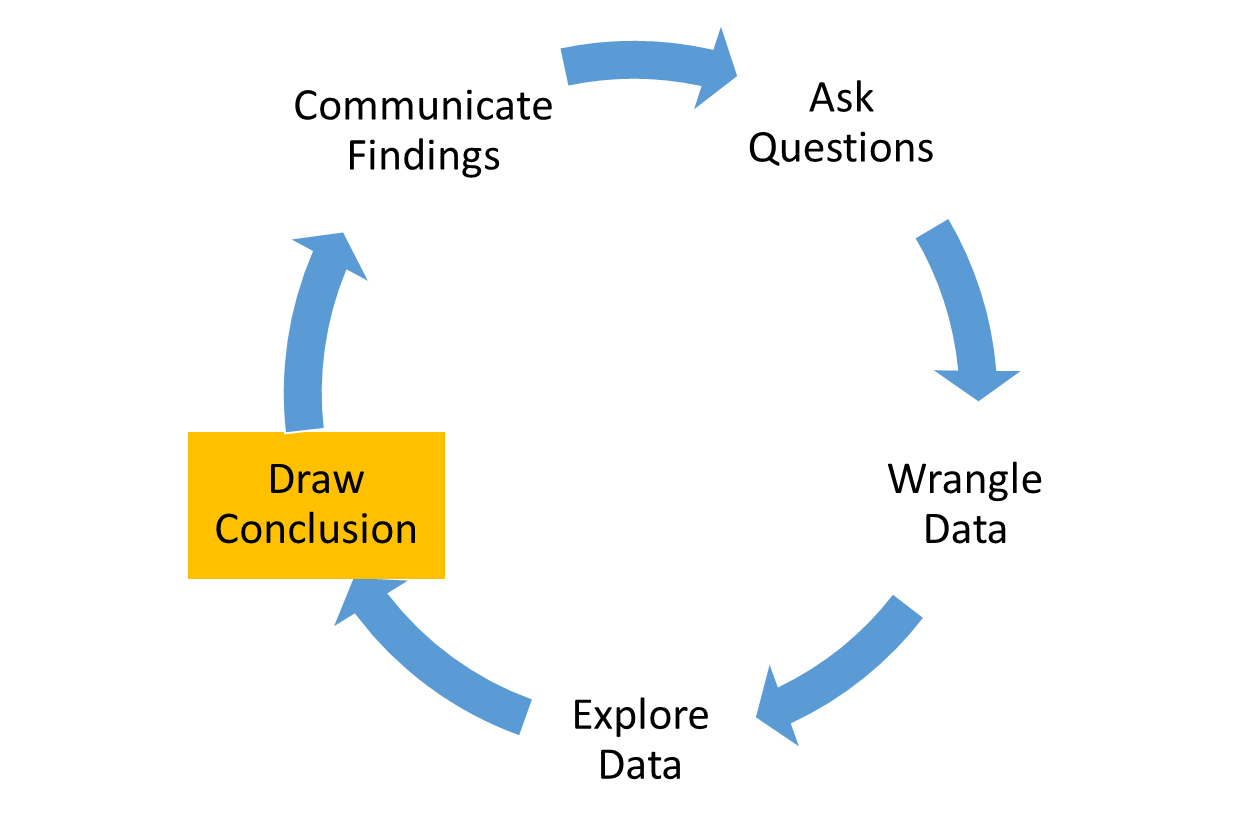 Communicate
Findings
Ask
Questions
Wrangle
Data
Draw
Conclusion
Explore
Data